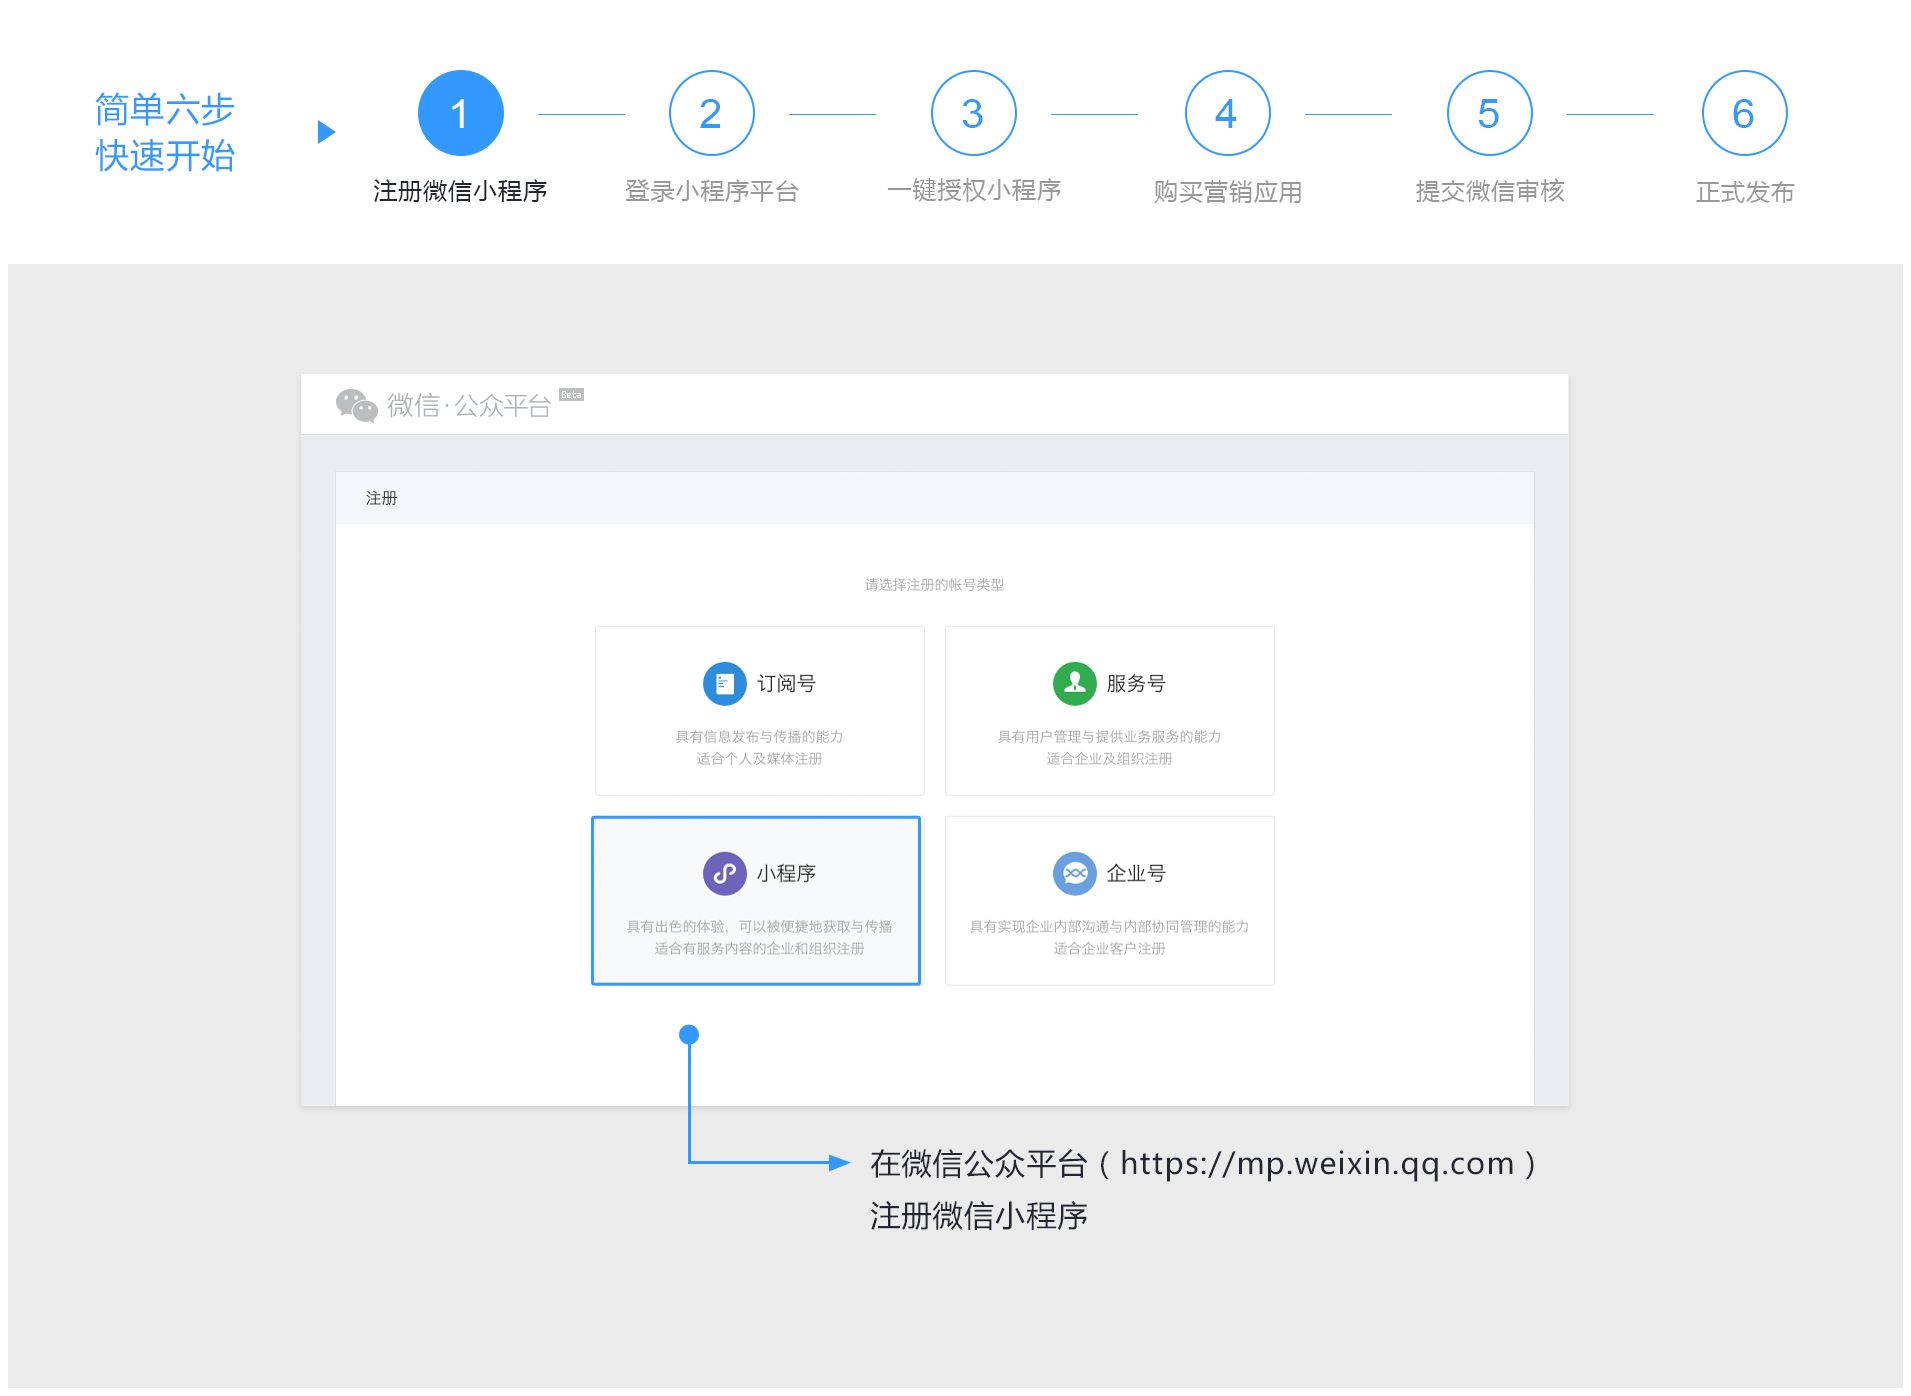 简单六步
快速开始
1
2
3
4
5
6
注册微信小程序
登录小程序平台
一键授权小程序
购买营销应用
提交微信审核
正式发布
微信·公众平台 Beta
注册
请选择注册的帐号类型
订阅号
具有信息发布与传播的能力
适合个人及媒体注册
服务号
具有用户管理与提供业务服务的能力
适合企业及组织注册
小程序
具有出色的体验，可以被便捷地获取与传播
适合有服务内容的企业和组织注册
企业号
具有实现企业内部沟通与内部协同管理的能力
适合企业客户注册
在微信公众平台（https://mp.weixin.qq.com）
注册微信小程序